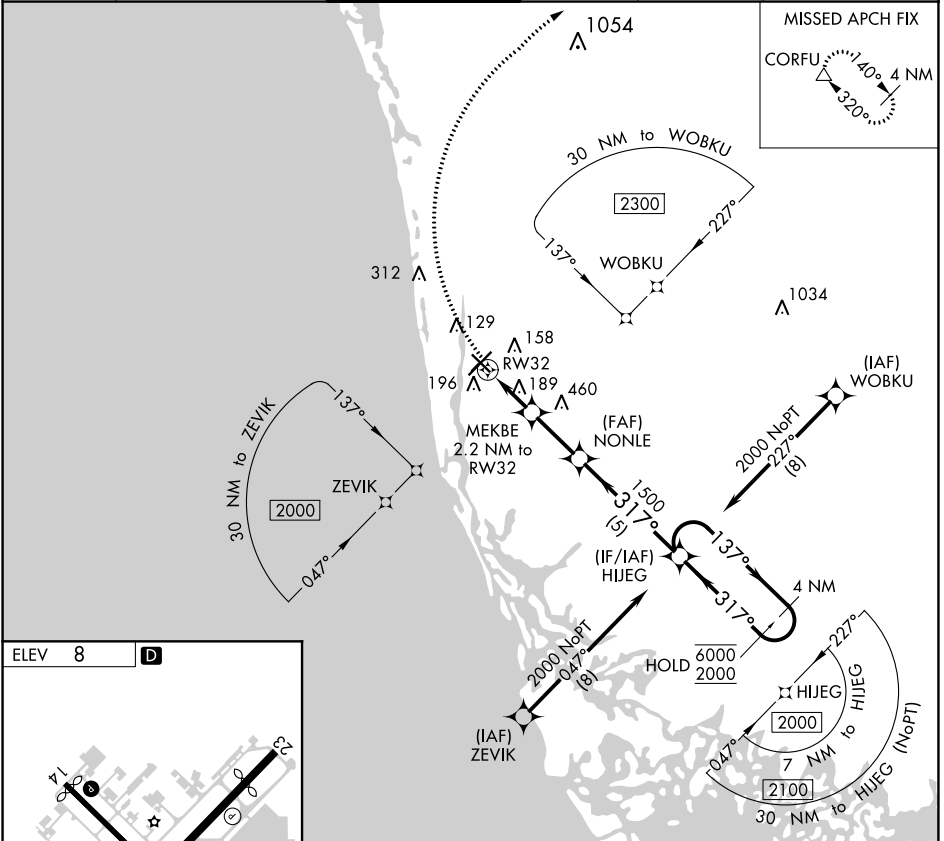 1054
MISSED APCH FIX
CORFU
140°
4 NM
320°
30 NM to WOBKU
2300
137°
227°
WOBKU
312
129
158
1034
RW32
196
189
460
(IAF)
WOBKU
MEKBE
2.2 NM to
RW32
(FAF)
NONLE
2000 NoPT
227°
(8)
30 NM to ZEVIK
137°
ZEVIK
2000
047°
1500
317°
(5)
(IF/IAF)
HIJEG
137°
4 NM
317°
HOLD
6000
2000
2000 NoPT
047°
(8)
(IAF)
ZEVIK
227°
HIJEG
2000
047°
7 NM to HIJEG
2100
30 NM to HIJEG (NoPT)
ELEV 8
D
14
P
23
P